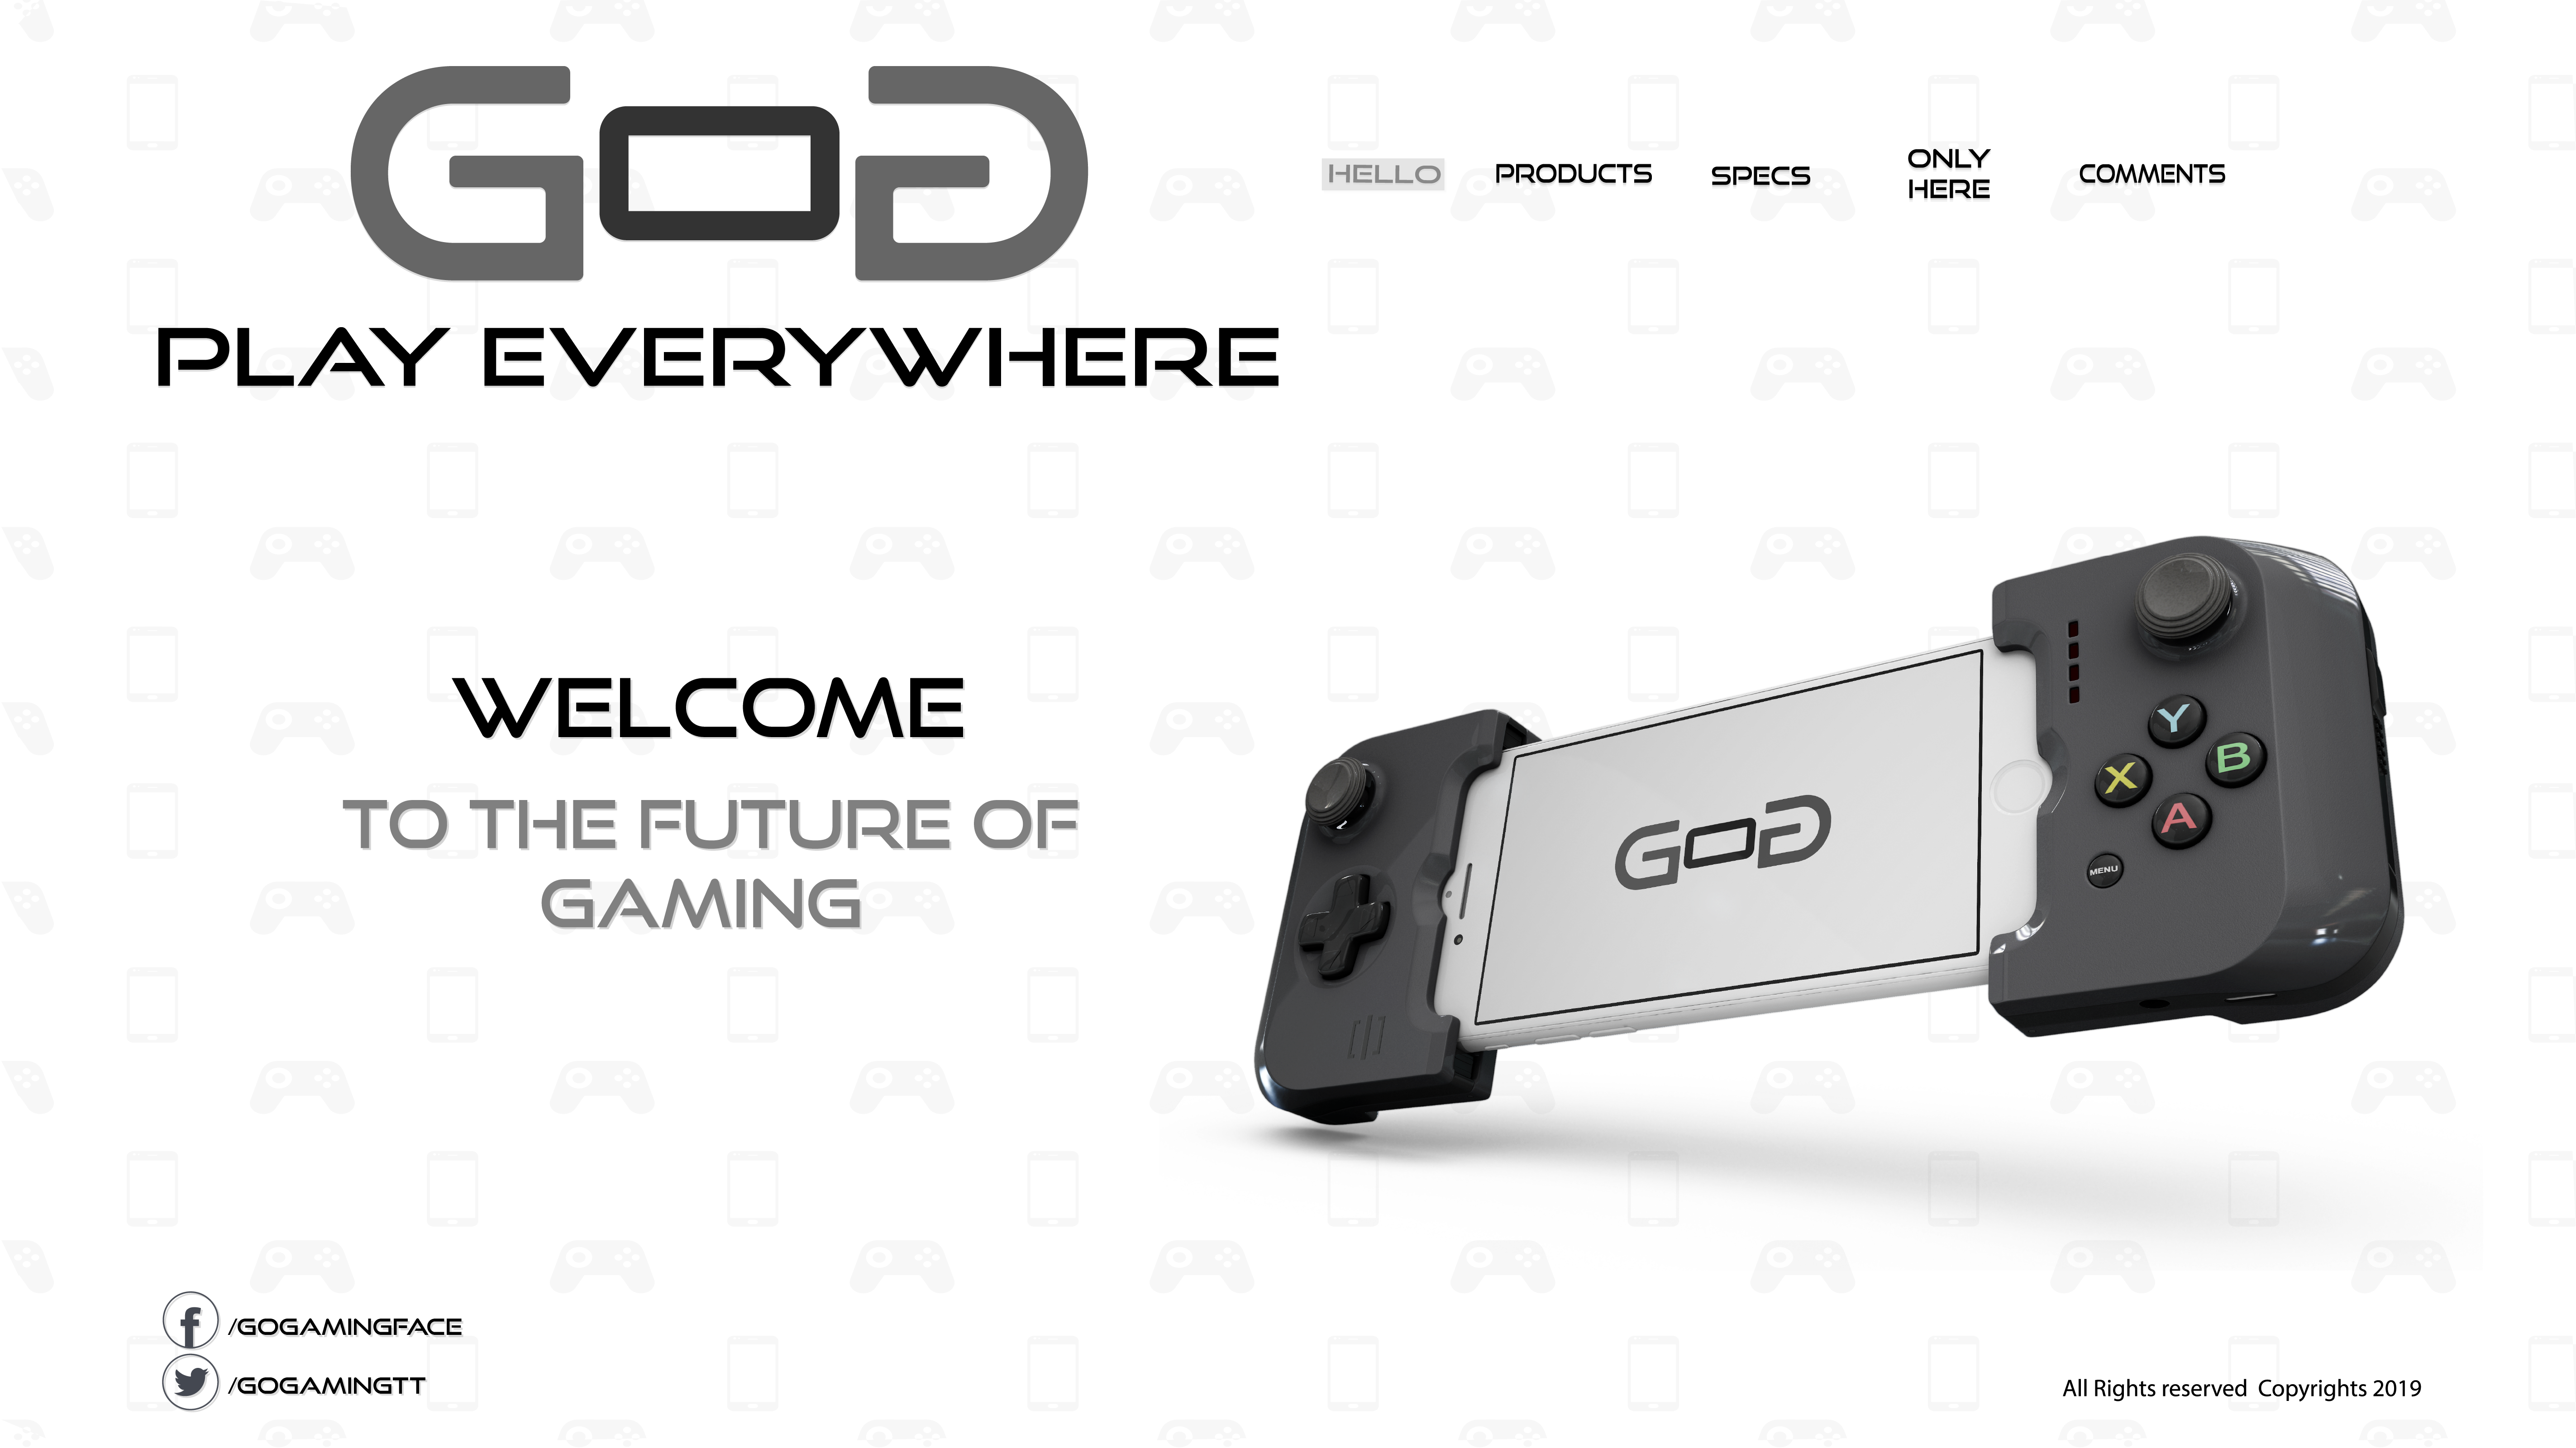 GOG
PLAY EVERYWHERE
HELLO
PRODUCTS
SPECS
ONLY
HERE
COMMENTS
WELCOME
TO THE FUTURE OF
GAMING
GOG
Y
B
X
A
MENU
/GOGAMINGFACE
/GOGAMINGTT
All Rights reserved  Copyrights 2019